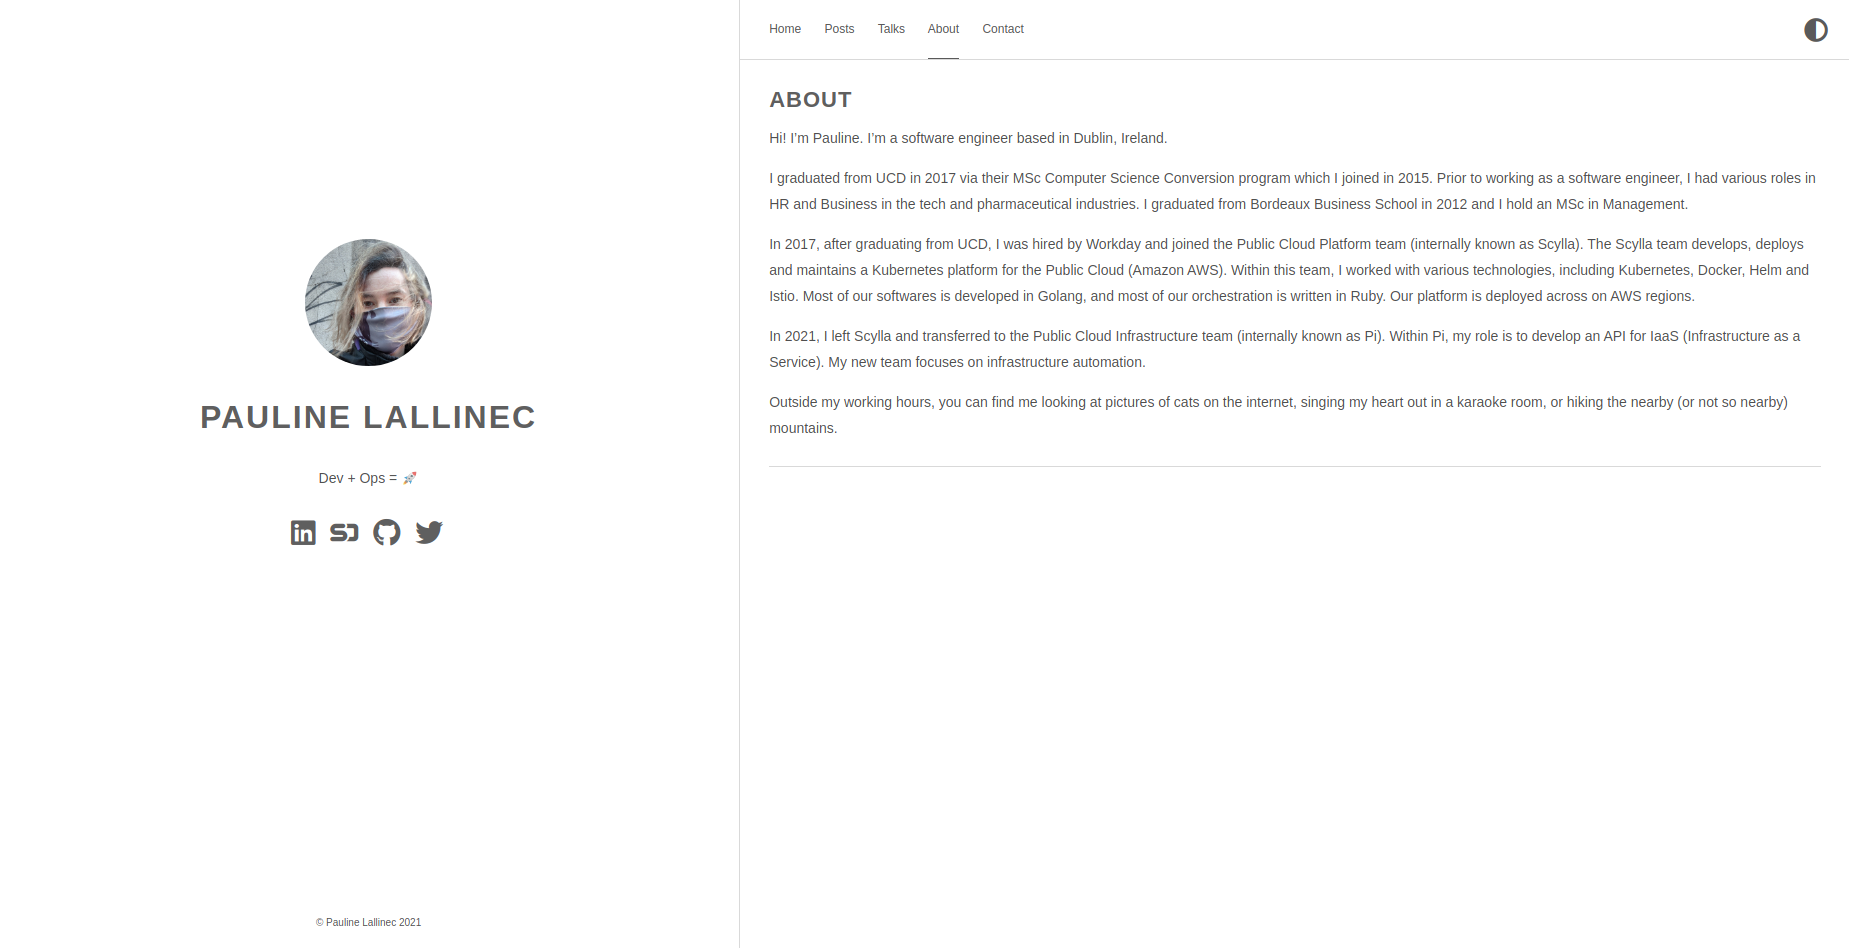 PAULINE LALLINEC
Dev + Ops = 🚀
© Pauline Lallinec 2021
Home Posts Talks About Contact
ABOUT
Hi! I’m Pauline. I’m a software engineer based in Dublin, Ireland.
I graduated from UCD in 2017 via their MSc Computer Science Conversion program which I joined in 2015. Prior to working as a software engineer, I had various roles in
HR and Business in the tech and pharmaceutical industries. I graduated from Bordeaux Business School in 2012 and I hold an MSc in Management.
In 2017, after graduating from UCD, I was hired by Workday and joined the Public Cloud Platform team (internally known as Scylla). The Scylla team develops, deploys
and maintains a Kubernetes platform for the Public Cloud (Amazon AWS). Within this team, I worked with various technologies, including Kubernetes, Docker, Helm and
Istio. Most of our softwares is developed in Golang, and most of our orchestration is written in Ruby. Our platform is deployed across on AWS regions.
In 2021, I left Scylla and transferred to the Public Cloud Infrastructure team (internally known as Pi). Within Pi, my role is to develop an API for IaaS (Infrastructure as a
Service). My new team focuses on infrastructure automation.
Outside my working hours, you can find me looking at pictures of cats on the internet, singing my heart out in a karaoke room, or hiking the nearby (or not so nearby)
mountains.